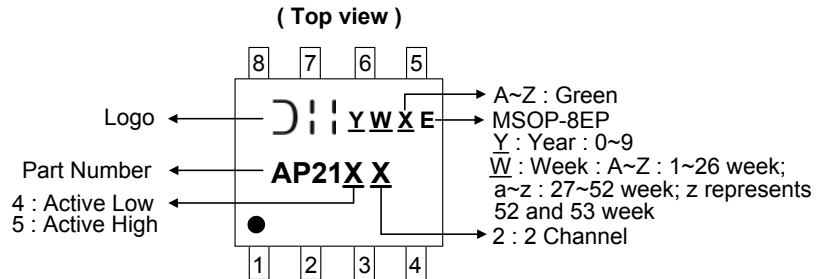 ( Top view )
8 7 6 5
Logo
Y W X E
A~Z : Green
MSOP-8EP
Y : Year : 0~9
W : Week : A~Z : 1~26 week;
a~z : 27~52 week; z represents
52 and 53 week
Part Number
AP21X X
4 : Active Low
5 : Active High
2 : 2 Channel
1 2 3 4